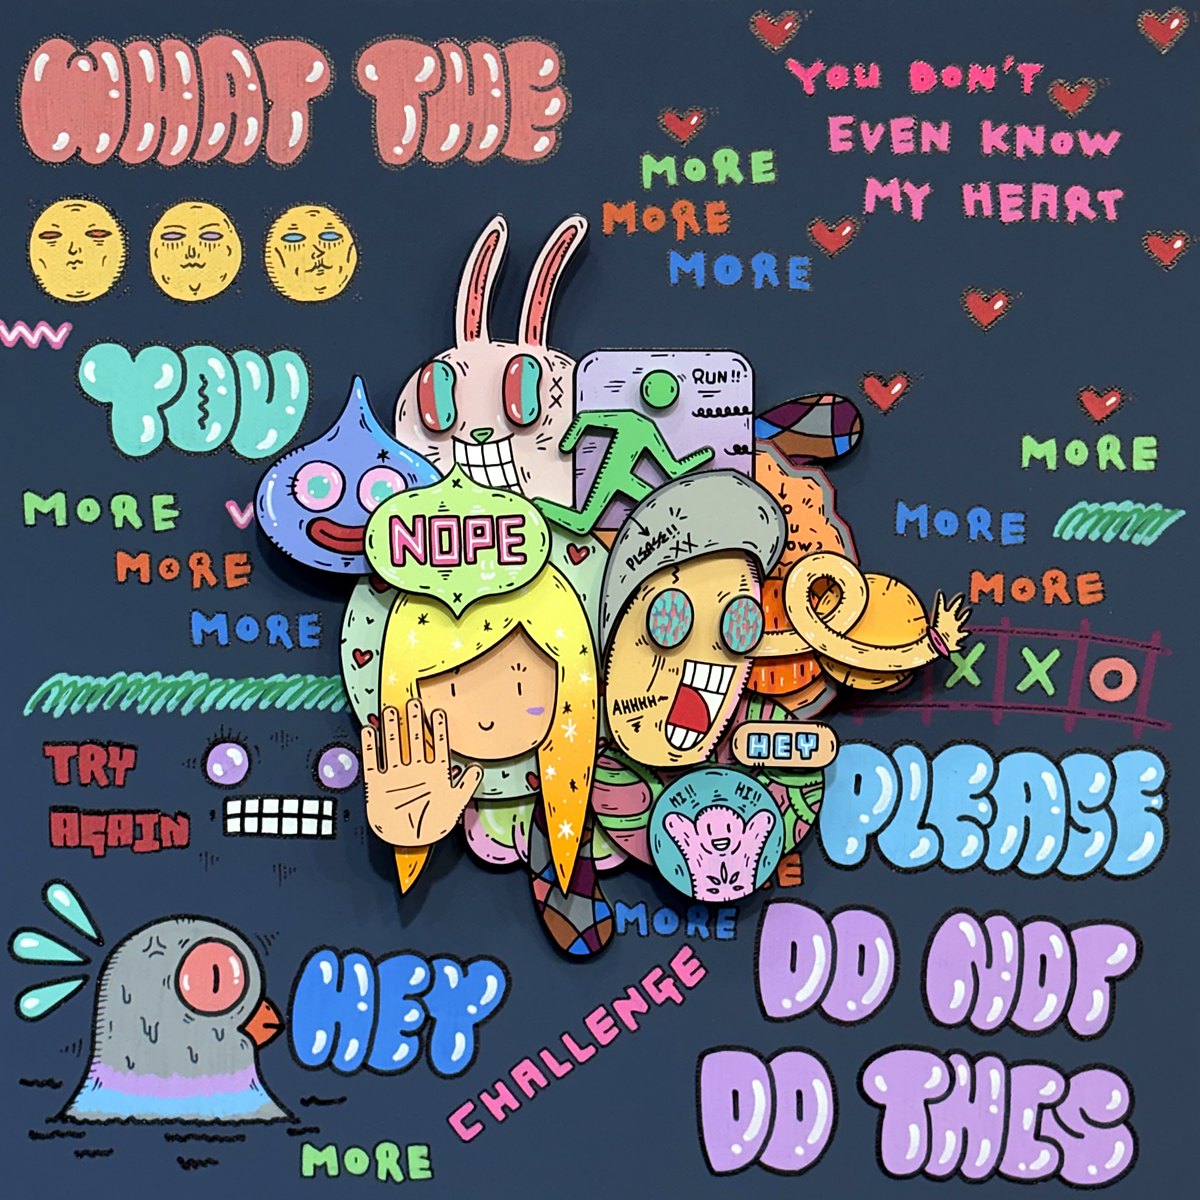 WHAT THE
YOU DON'T
EVEN KNOW
MY HEART
MORE
MORE
MORE
YOU
RUN!!
MORE
MORE
MORE
MORE
MORE
MORE
NOPE
PLEASE!!
AHHHH~
TRY
AGAIN
HEY
PLEASE
HI!! HI!!
MORE
DO NOT
HEY
CHALLENGE
DO THIS
MORE